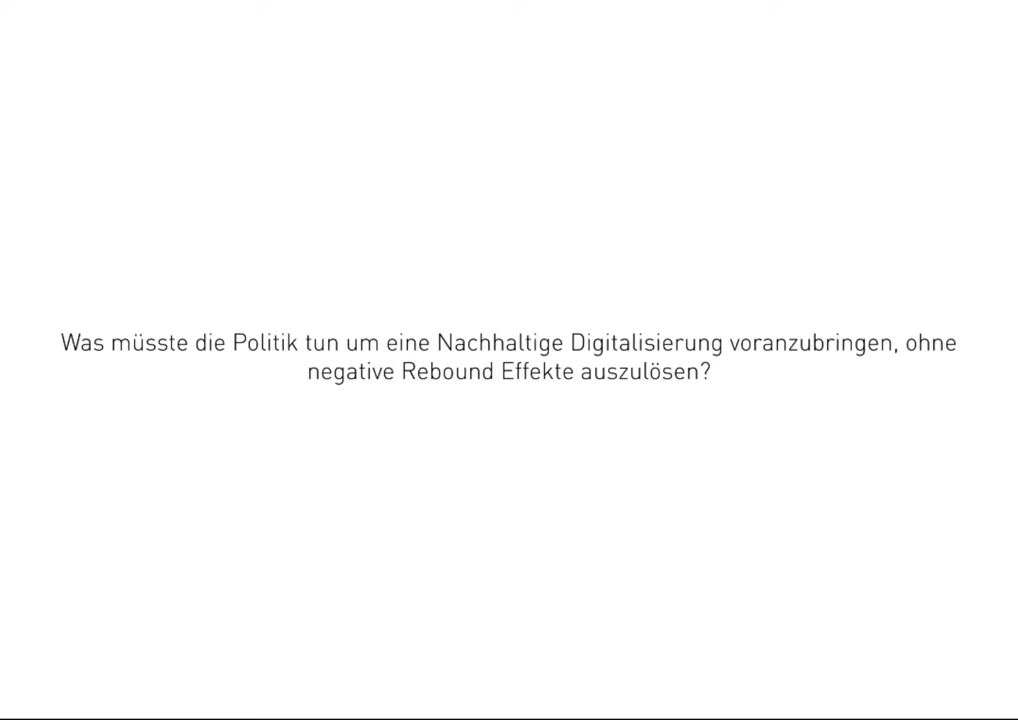 Was müsste die Politik tun um eine Nachhaltige Digitalisierung voranzubringen, ohne
negative Rebound Effekte auszulösen?